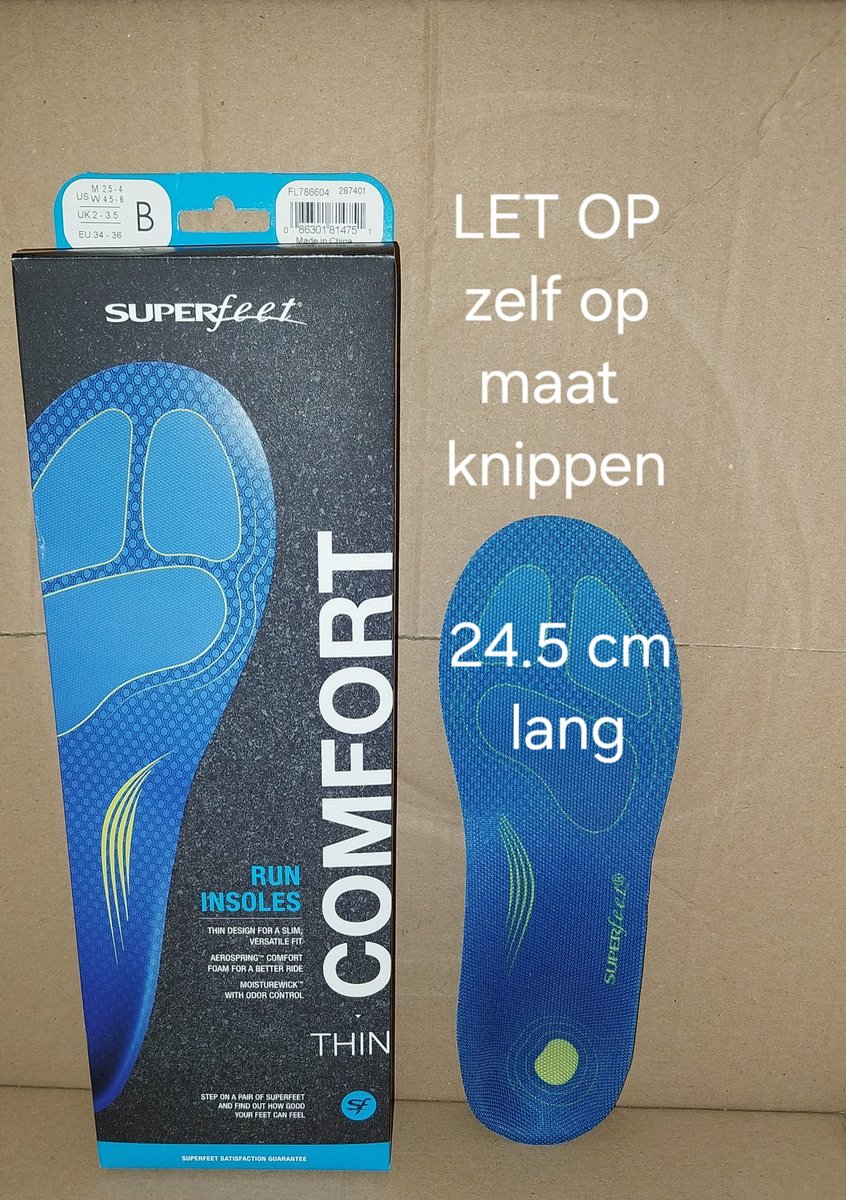 M 2.5 - 4
US W 4.5 - 6
UK 2 - 3.5
EU 34 - 36
B
FL786604 287401
0 86301 81475 1
Made in China
SUPERfeet®
COMFORT
THIN
RUN
INSOLES
THIN DESIGN FOR A SLIM,
VERSATILE FIT
AEROSPRING™ COMFORT
FOAM FOR A BETTER RIDE
MOISTUREWICK™
WITH ODOR CONTROL
STEP ON A PAIR OF SUPERFEET
AND FIND OUT HOW GOOD
YOUR FEET CAN FEEL
sf
SUPERFEET SATISFACTION GUARANTEE
LET OP
zelf op
maat
knippen
24.5 cm
lang
SUPERfeet®